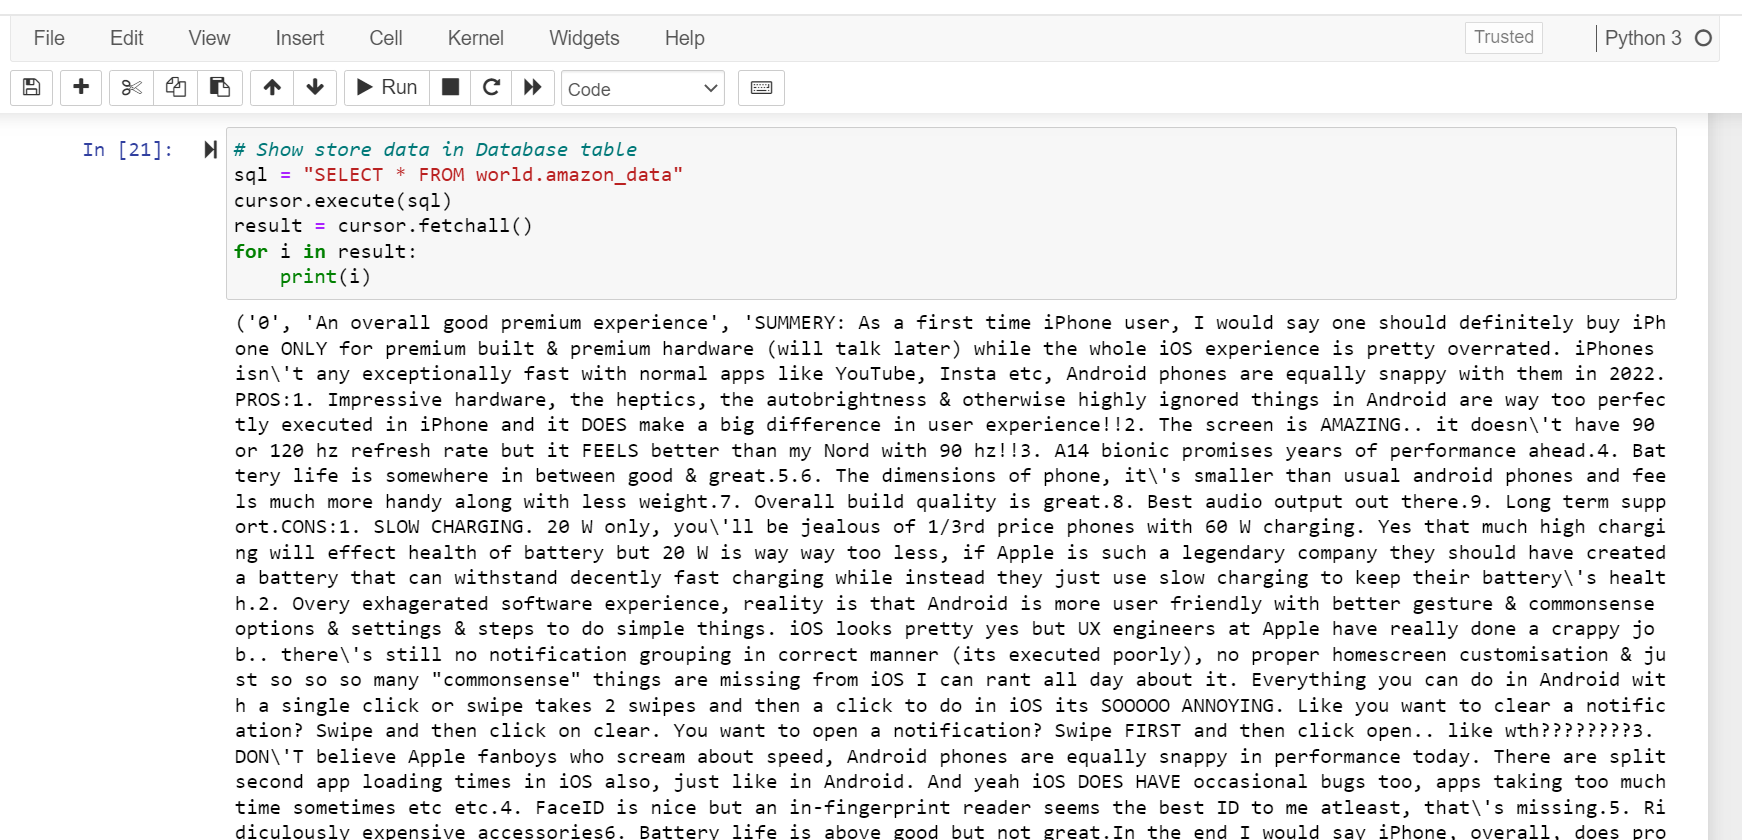 File Edit View Insert Cell Kernel Widgets Help Trusted Python 3
Run Code
In [21]: # Show store data in Database table
sql = "SELECT * FROM world.amazon_data"
cursor.execute(sql)
result = cursor.fetchall()
for i in result:
    print(i)
('0', 'An overall good premium experience', 'SUMMERY: As a first time iPhone user, I would say one should definitely buy iPh
one ONLY for premium built & premium hardware (will talk later) while the whole iOS experience is pretty overrated. iPhones
isn\'t any exceptionally fast with normal apps like YouTube, Insta etc, Android phones are equally snappy with them in 2022.
PROS:1. Impressive hardware, the heptics, the autobrightness & otherwise highly ignored things in Android are way too perfec
tly executed in iPhone and it DOES make a big difference in user experience!!2. The screen is AMAZING.. it doesn\'t have 90
or 120 hz refresh rate but it FEELS better than my Nord with 90 hz!!3. A14 bionic promises years of performance ahead.4. Bat
tery life is somewhere in between good & great.5.6. The dimensions of phone, it\'s smaller than usual android phones and fee
ls much more handy along with less weight.7. Overall build quality is great.8. Best audio output out there.9. Long term supp
ort.CONS:1. SLOW CHARGING. 20 W only, you\'ll be jealous of 1/3rd price phones with 60 W charging. Yes that much high chargi
ng will effect health of battery but 20 W is way way too less, if Apple is such a legendary company they should have created
a battery that can withstand decently fast charging while instead they just use slow charging to keep their battery\'s healt
h.2. Overy exhagerated software experience, reality is that Android is more user friendly with better gesture & commonsense
options & settings & steps to do simple things. iOS looks pretty yes but UX engineers at Apple have really done a crappy jo
b.. there\'s still no notification grouping in correct manner (its executed poorly), no proper homescreen customisation & ju
st so so so many "commonsense" things are missing from iOS I can rant all day about it. Everything you can do in Android wit
h a single click or swipe takes 2 swipes and then a click to do in iOS its SOOOOO ANNOYING. Like you want to clear a notific
ation? Swipe and then click on clear. You want to open a notification? Swipe FIRST and then click open.. like wth????????3.
DON\'T believe Apple fanboys who scream about speed, Android phones are equally snappy in performance today. There are split
second app loading times in iOS also, just like in Android. And yeah iOS DOES HAVE occasional bugs too, apps taking too much
time sometimes etc etc.4. FaceID is nice but an in-fingerprint reader seems the best ID to me atleast, that\'s missing.5. Ri
diculously expensive accessories6. Battery life is above good but not great.In the end I would say iPhone, overall, does pro